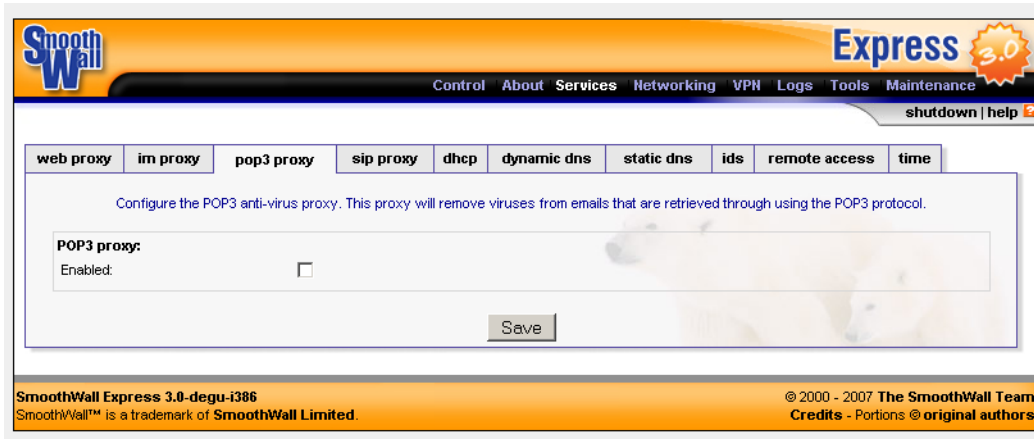 Smooth
Wall
Express 3.0
Control About Services Networking VPN Logs Tools Maintenance
shutdown | help ?
web proxy im proxy pop3 proxy sip proxy dhcp dynamic dns static dns ids remote access time
Configure the POP3 anti-virus proxy. This proxy will remove viruses from emails that are retrieved through using the POP3 protocol.
POP3 proxy:
Enabled:
Save
SmoothWall Express 3.0-degu-i386
© 2000 - 2007 The SmoothWall Team
SmoothWall™ is a trademark of SmoothWall Limited.
Credits - Portions © original authors